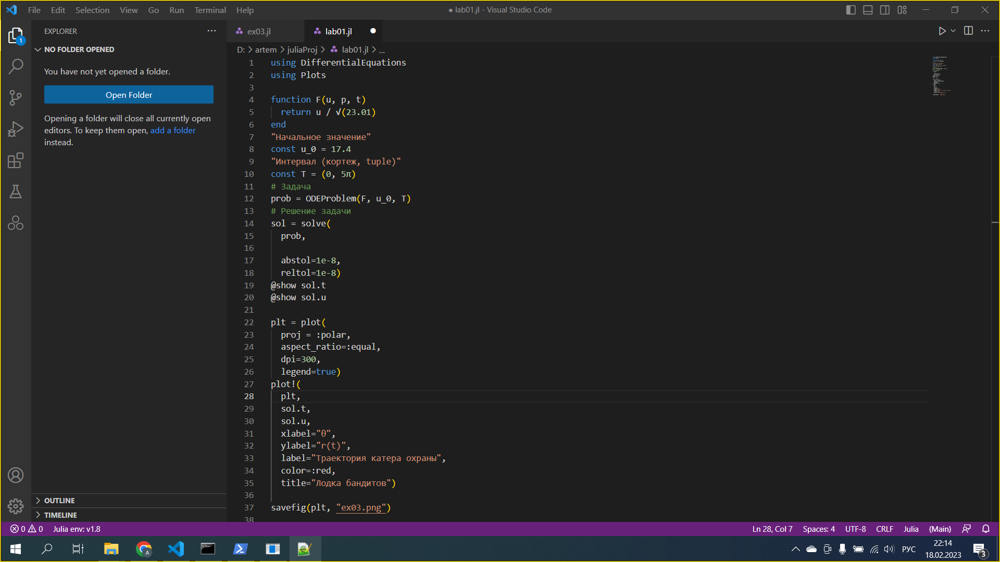 File Edit Selection View Go Run Terminal Help
● lab01.jl - Visual Studio Code
EXPLORER
ex03.jl
lab01.jl
NO FOLDER OPENED
D: > artem > juliaProj > lab01.jl > ...
You have not yet opened a folder.
Open Folder
Opening a folder will close all currently open
editors. To keep them open, add a folder
instead.
1 using DifferentialEquations
2 using Plots
3
4 function F(u, p, t)
5 return u / √(23.01)
6 end
7 "Начальное значение"
8 const u_0 = 17.4
9 "Интервал (кортеж, tuple)"
10 const T = (0, 5π)
11 # Задача
12 prob = ODEProblem(F, u_0, T)
13 # Решение задачи
14 sol = solve(
15 prob,
16
17 abstol=1e-8,
18 reltol=1e-8)
19 @show sol.t
20 @show sol.u
21
22 plt = plot(
23 proj = :polar,
24 aspect_ratio=:equal,
25 dpi=300,
26 legend=true)
27 plot!(
28 plt,
29 sol.t,
30 sol.u,
31 xlabel="θ",
32 ylabel="r(t)",
33 label="Траектория катера охраны",
34 color=:red,
35 title="Лодка бандитов")
36
37 savefig(plt, "ex03.png")
38
OUTLINE
TIMELINE
0 0 Julia env: v1.8
Ln 28, Col 7 Spaces: 4 UTF-8 CRLF Julia (Main)
РУС
22:14
18.02.2023
3
1